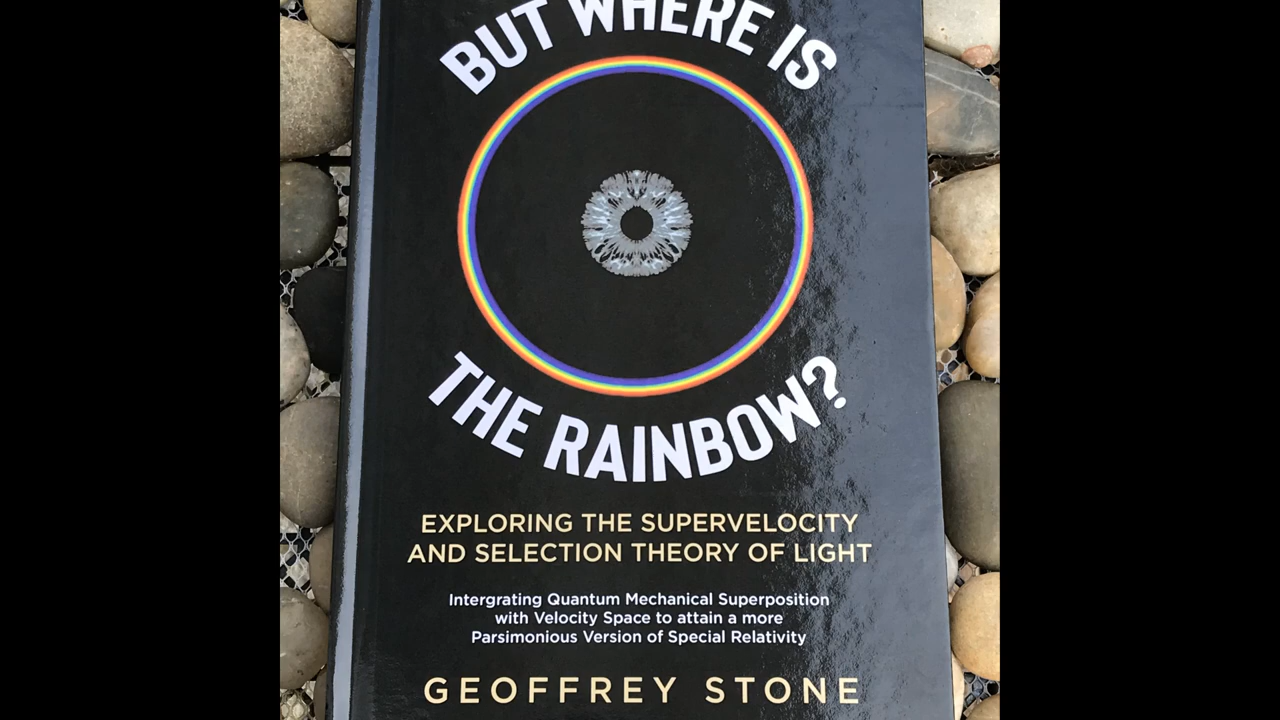 BUT WHERE IS
THE RAINBOW?
EXPLORING THE SUPERVELOCITY
AND SELECTION THEORY OF LIGHT
Intergrating Quantum Mechanical Superposition
with Velocity Space to attain a more
Parsimonious Version of Special Relativity
GEOFFREY STONE